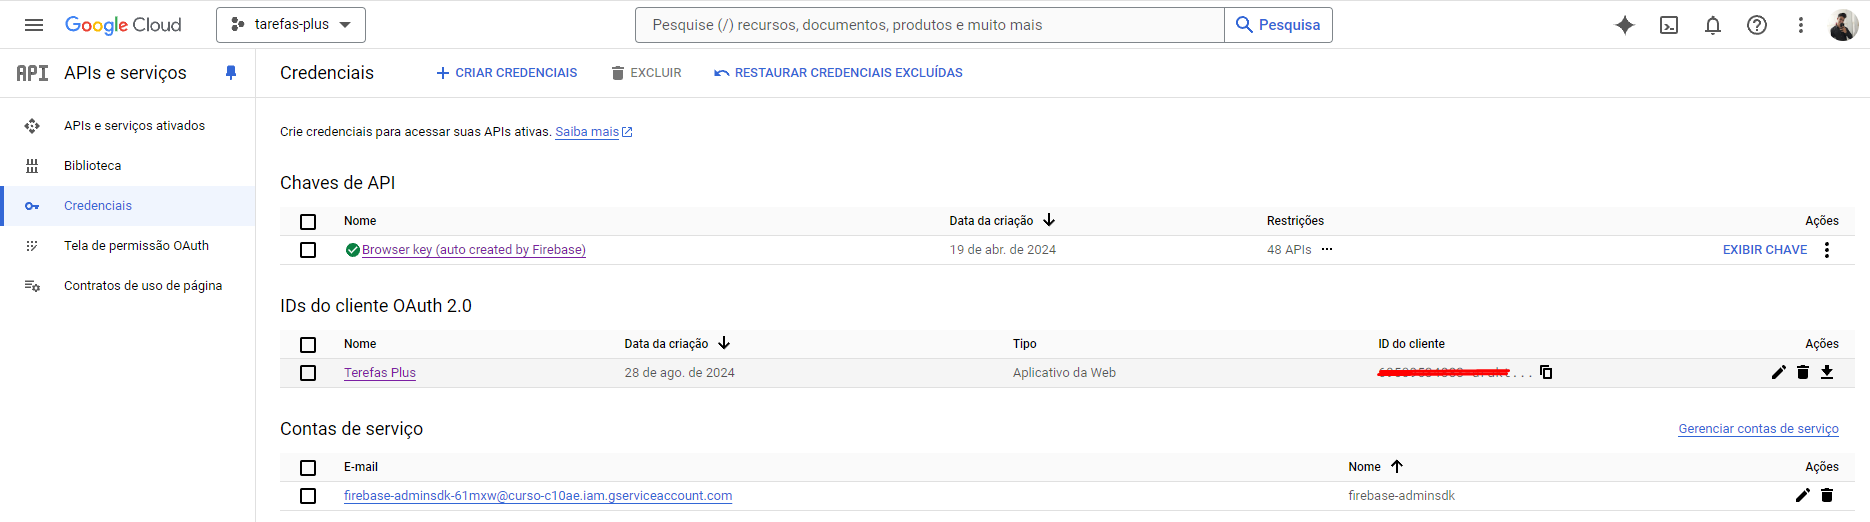 Google Cloud
tarefas-plus
Pesquise (/) recursos, documentos, produtos e muito mais
Pesquisa
API APIs e serviços
Credenciais
CRIAR CREDENCIAIS
EXCLUIR
RESTAURAR CREDENCIAIS EXCLUÍDAS
APIs e serviços ativados
Biblioteca
Credenciais
Tela de permissão OAuth
Contratos de uso de página
Crie credenciais para acessar suas APIs ativas. Saiba mais
Chaves de API
Nome Data da criação Restrições Ações
Browser key (auto created by Firebase) 19 de abr. de 2024 48 APIs ... EXIBIR CHAVE
IDs do cliente OAuth 2.0
Nome Data da criação Tipo ID do cliente Ações
Terefas Plus 28 de ago. de 2024 Aplicativo da Web ...
Contas de serviço Gerenciar contas de serviço
E-mail Nome Ações
firebase-adminsdk-61mxw@curso-c10ae.iam.gserviceaccount.com firebase-adminsdk